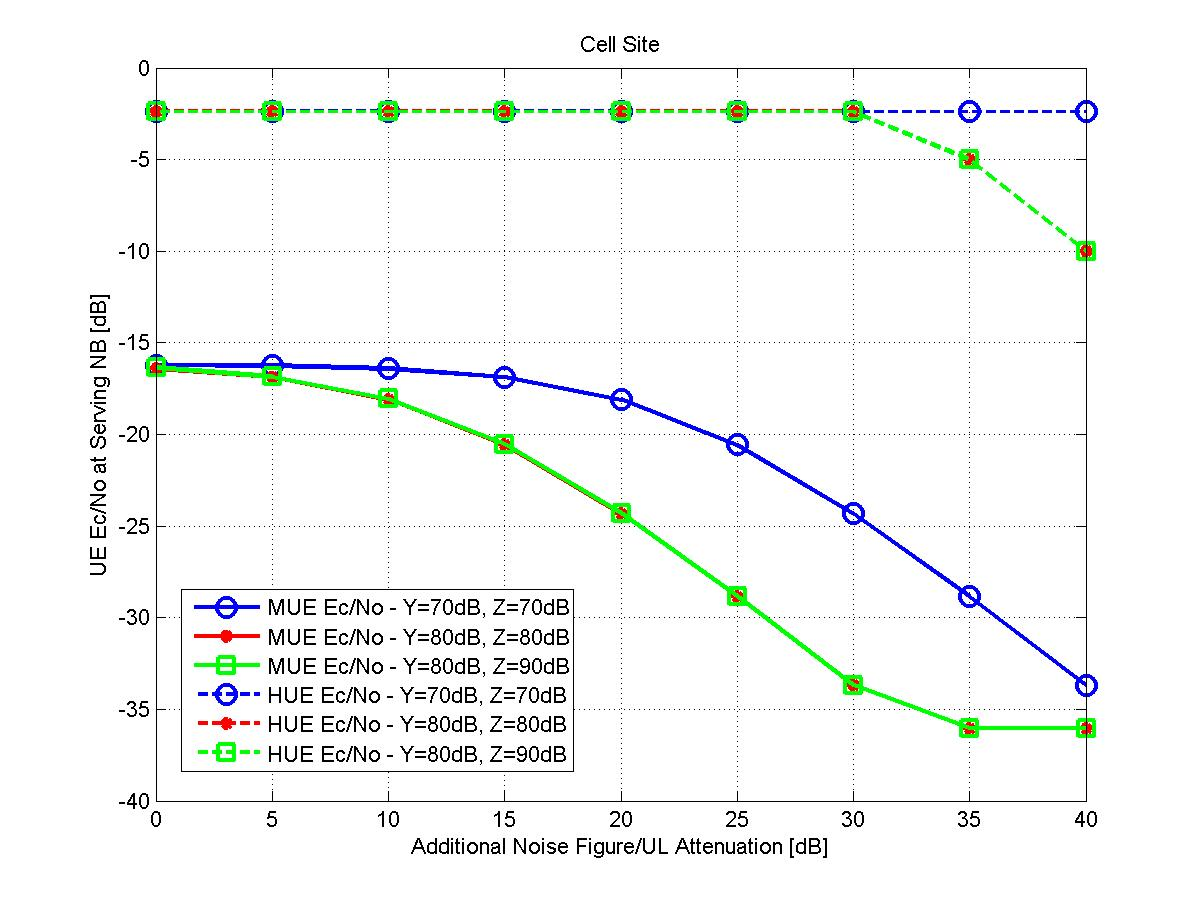 Cell Site
0
-5
-10
-15
-20
-25
-30
-35
-40
UE Ec/No at Serving NB [dB]
MUE Ec/No - Y=70dB, Z=70dB
MUE Ec/No - Y=80dB, Z=80dB
MUE Ec/No - Y=80dB, Z=90dB
HUE Ec/No - Y=70dB, Z=70dB
HUE Ec/No - Y=80dB, Z=80dB
HUE Ec/No - Y=80dB, Z=90dB
0 5 10 15 20 25 30 35 40
Additional Noise Figure/UL Attenuation [dB]